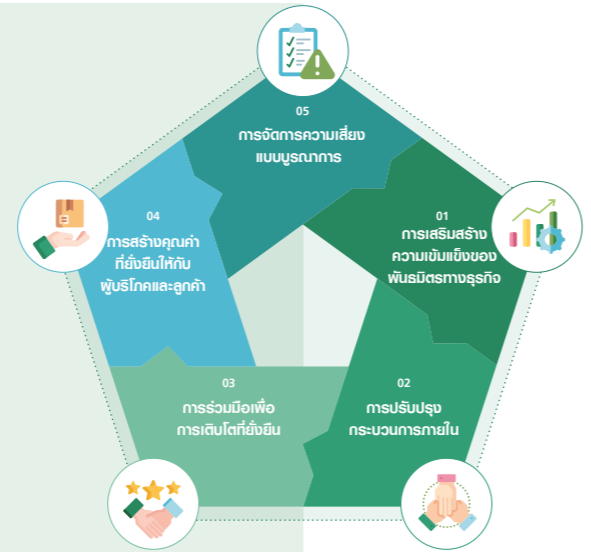 05
การจัดการความเสี่ยง
แบบบูรณาการ
01
การเสริมสร้าง
ความเข้มแข็งของ
พันธมิตรทางธุรกิจ
02
การปรับปรุง
กระบวนการภายใน
03
การร่วมมือเพื่อ
การเติบโตที่ยั่งยืน
04
การสร้างคุณค่า
ที่ยั่งยืนให้กับ
ผู้บริโภคและลูกค้า